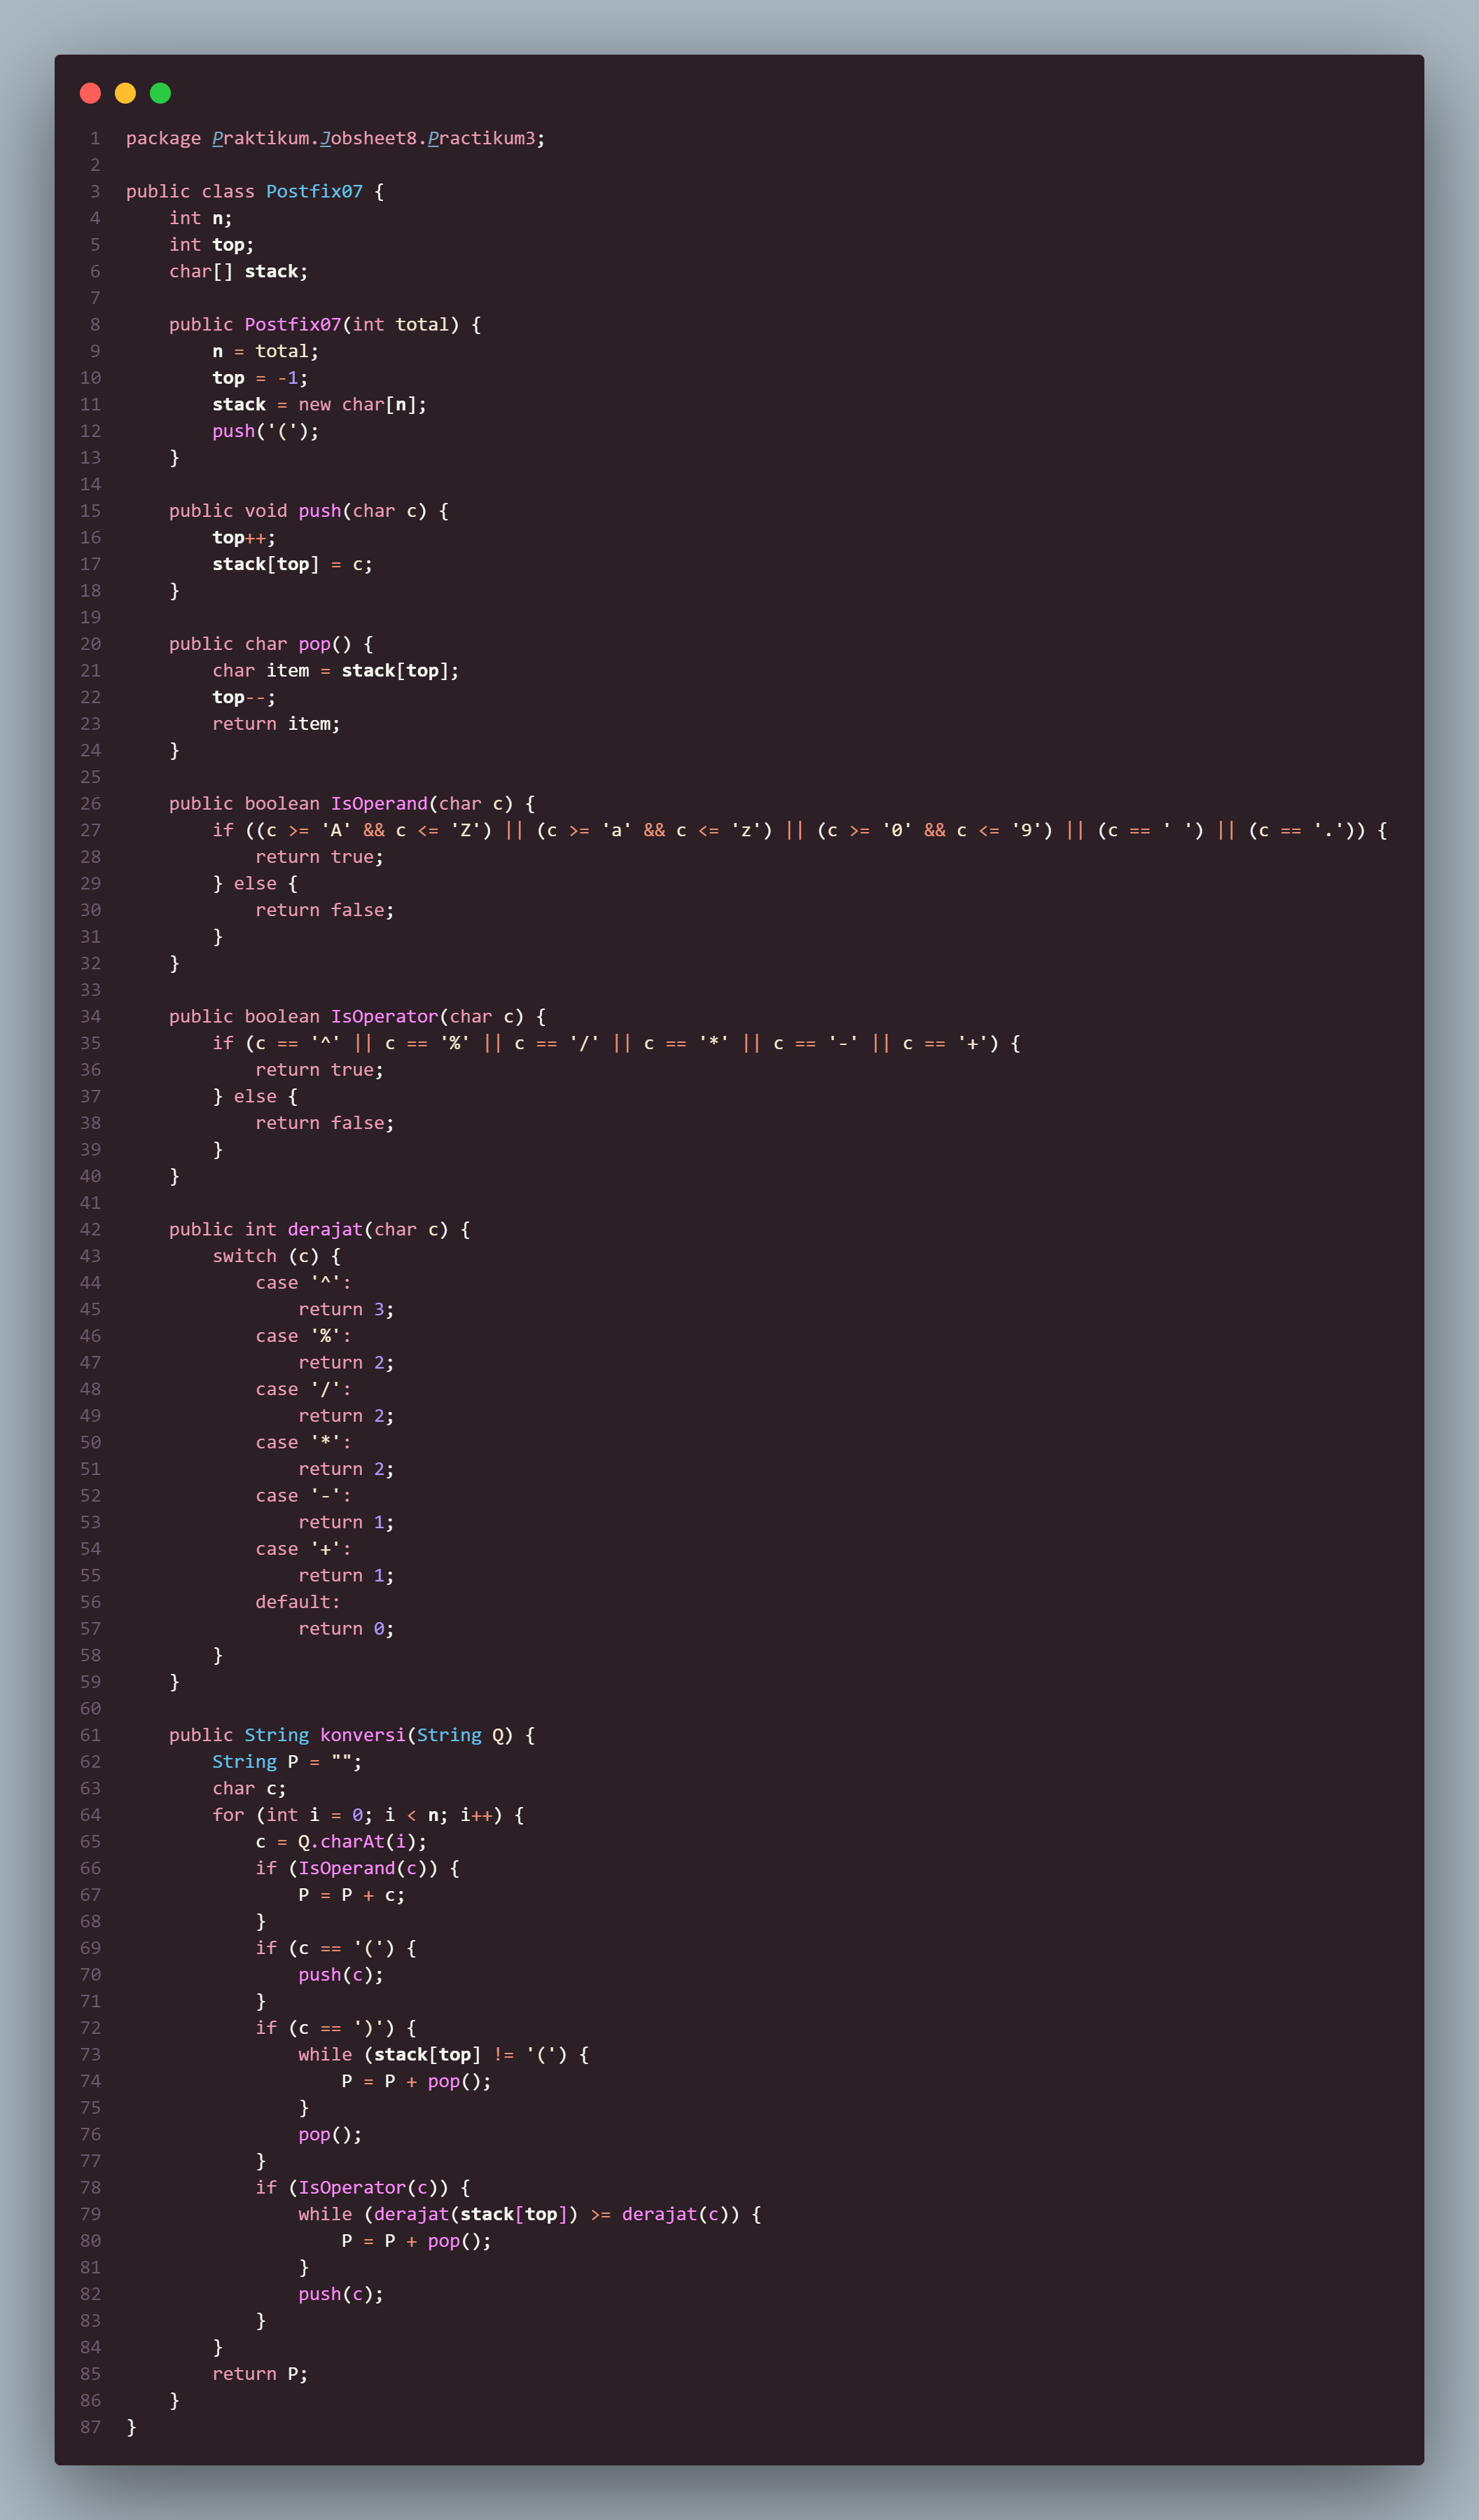 1 package Praktikum.Jobsheet8.Practikum3;
2
3 public class Postfix07 {
4     int n;
5     int top;
6     char[] stack;
7
8     public Postfix07(int total) {
9         n = total;
10         top = -1;
11         stack = new char[n];
12         push('(');
13     }
14
15     public void push(char c) {
16         top++;
17         stack[top] = c;
18     }
19
20     public char pop() {
21         char item = stack[top];
22         top--;
23         return item;
24     }
25
26     public boolean IsOperand(char c) {
27         if ((c >= 'A' && c <= 'Z') || (c >= 'a' && c <= 'z') || (c >= '0' && c <= '9') || (c == ' ') || (c == '.')) {
28             return true;
29         } else {
30             return false;
31         }
32     }
33
34     public boolean IsOperator(char c) {
35         if (c == '^' || c == '%' || c == '/' || c == '*' || c == '-' || c == '+') {
36             return true;
37         } else {
38             return false;
39         }
40     }
41
42     public int derajat(char c) {
43         switch (c) {
44             case '^':
45                 return 3;
46             case '%':
47                 return 2;
48             case '/':
49                 return 2;
50             case '*':
51                 return 2;
52             case '-':
53                 return 1;
54             case '+':
55                 return 1;
56             default:
57                 return 0;
58         }
59     }
60
61     public String konversi(String Q) {
62         String P = "";
63         char c;
64         for (int i = 0; i < n; i++) {
65             c = Q.charAt(i);
66             if (IsOperand(c)) {
67                 P = P + c;
68             }
69             if (c == '(') {
70                 push(c);
71             }
72             if (c == ')') {
73                 while (stack[top] != '(') {
74                     P = P + pop();
75                 }
76                 pop();
77             }
78             if (IsOperator(c)) {
79                 while (derajat(stack[top]) >= derajat(c)) {
80                     P = P + pop();
81                 }
82                 push(c);
83             }
84         }
85         return P;
86     }
87 }